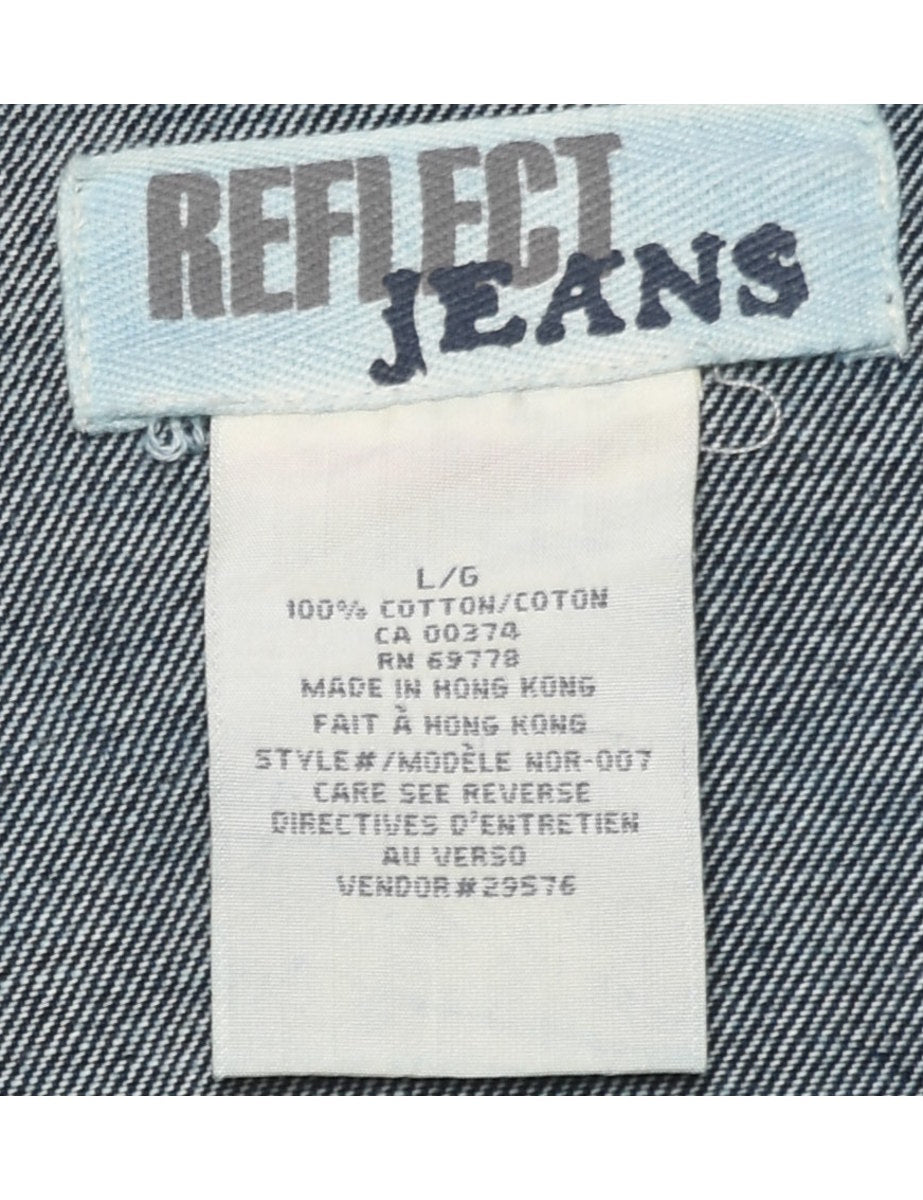 REFLECT
JEANS
L/G
100% COTTON/COTON
CA 00374
RN 69778
MADE IN HONG KONG
FAIT À HONG KONG
STYLE#/MODÈLE NOR-007
CARE SEE REVERSE
DIRECTIVES D'ENTRETIEN
AU VERSO
VENDOR#29576